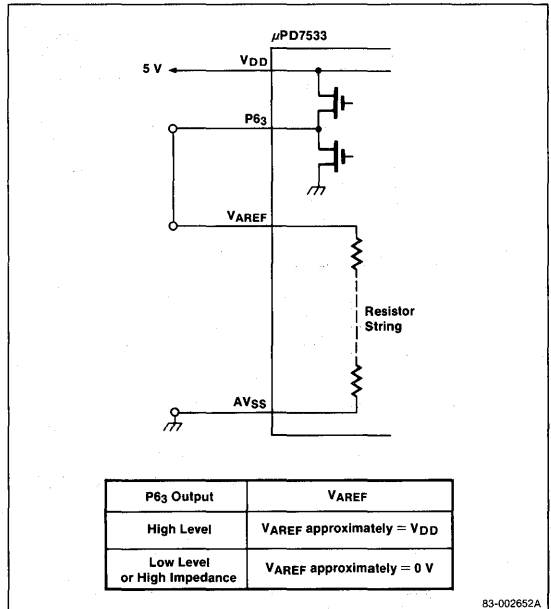 μPD7533
VDD
5 V
P63
VAREF
Resistor
String
AVSS
P63 Output
VAREF
High Level
VAREF approximately = VDD
Low Level
or High Impedance
VAREF approximately = 0 V
83-002652A